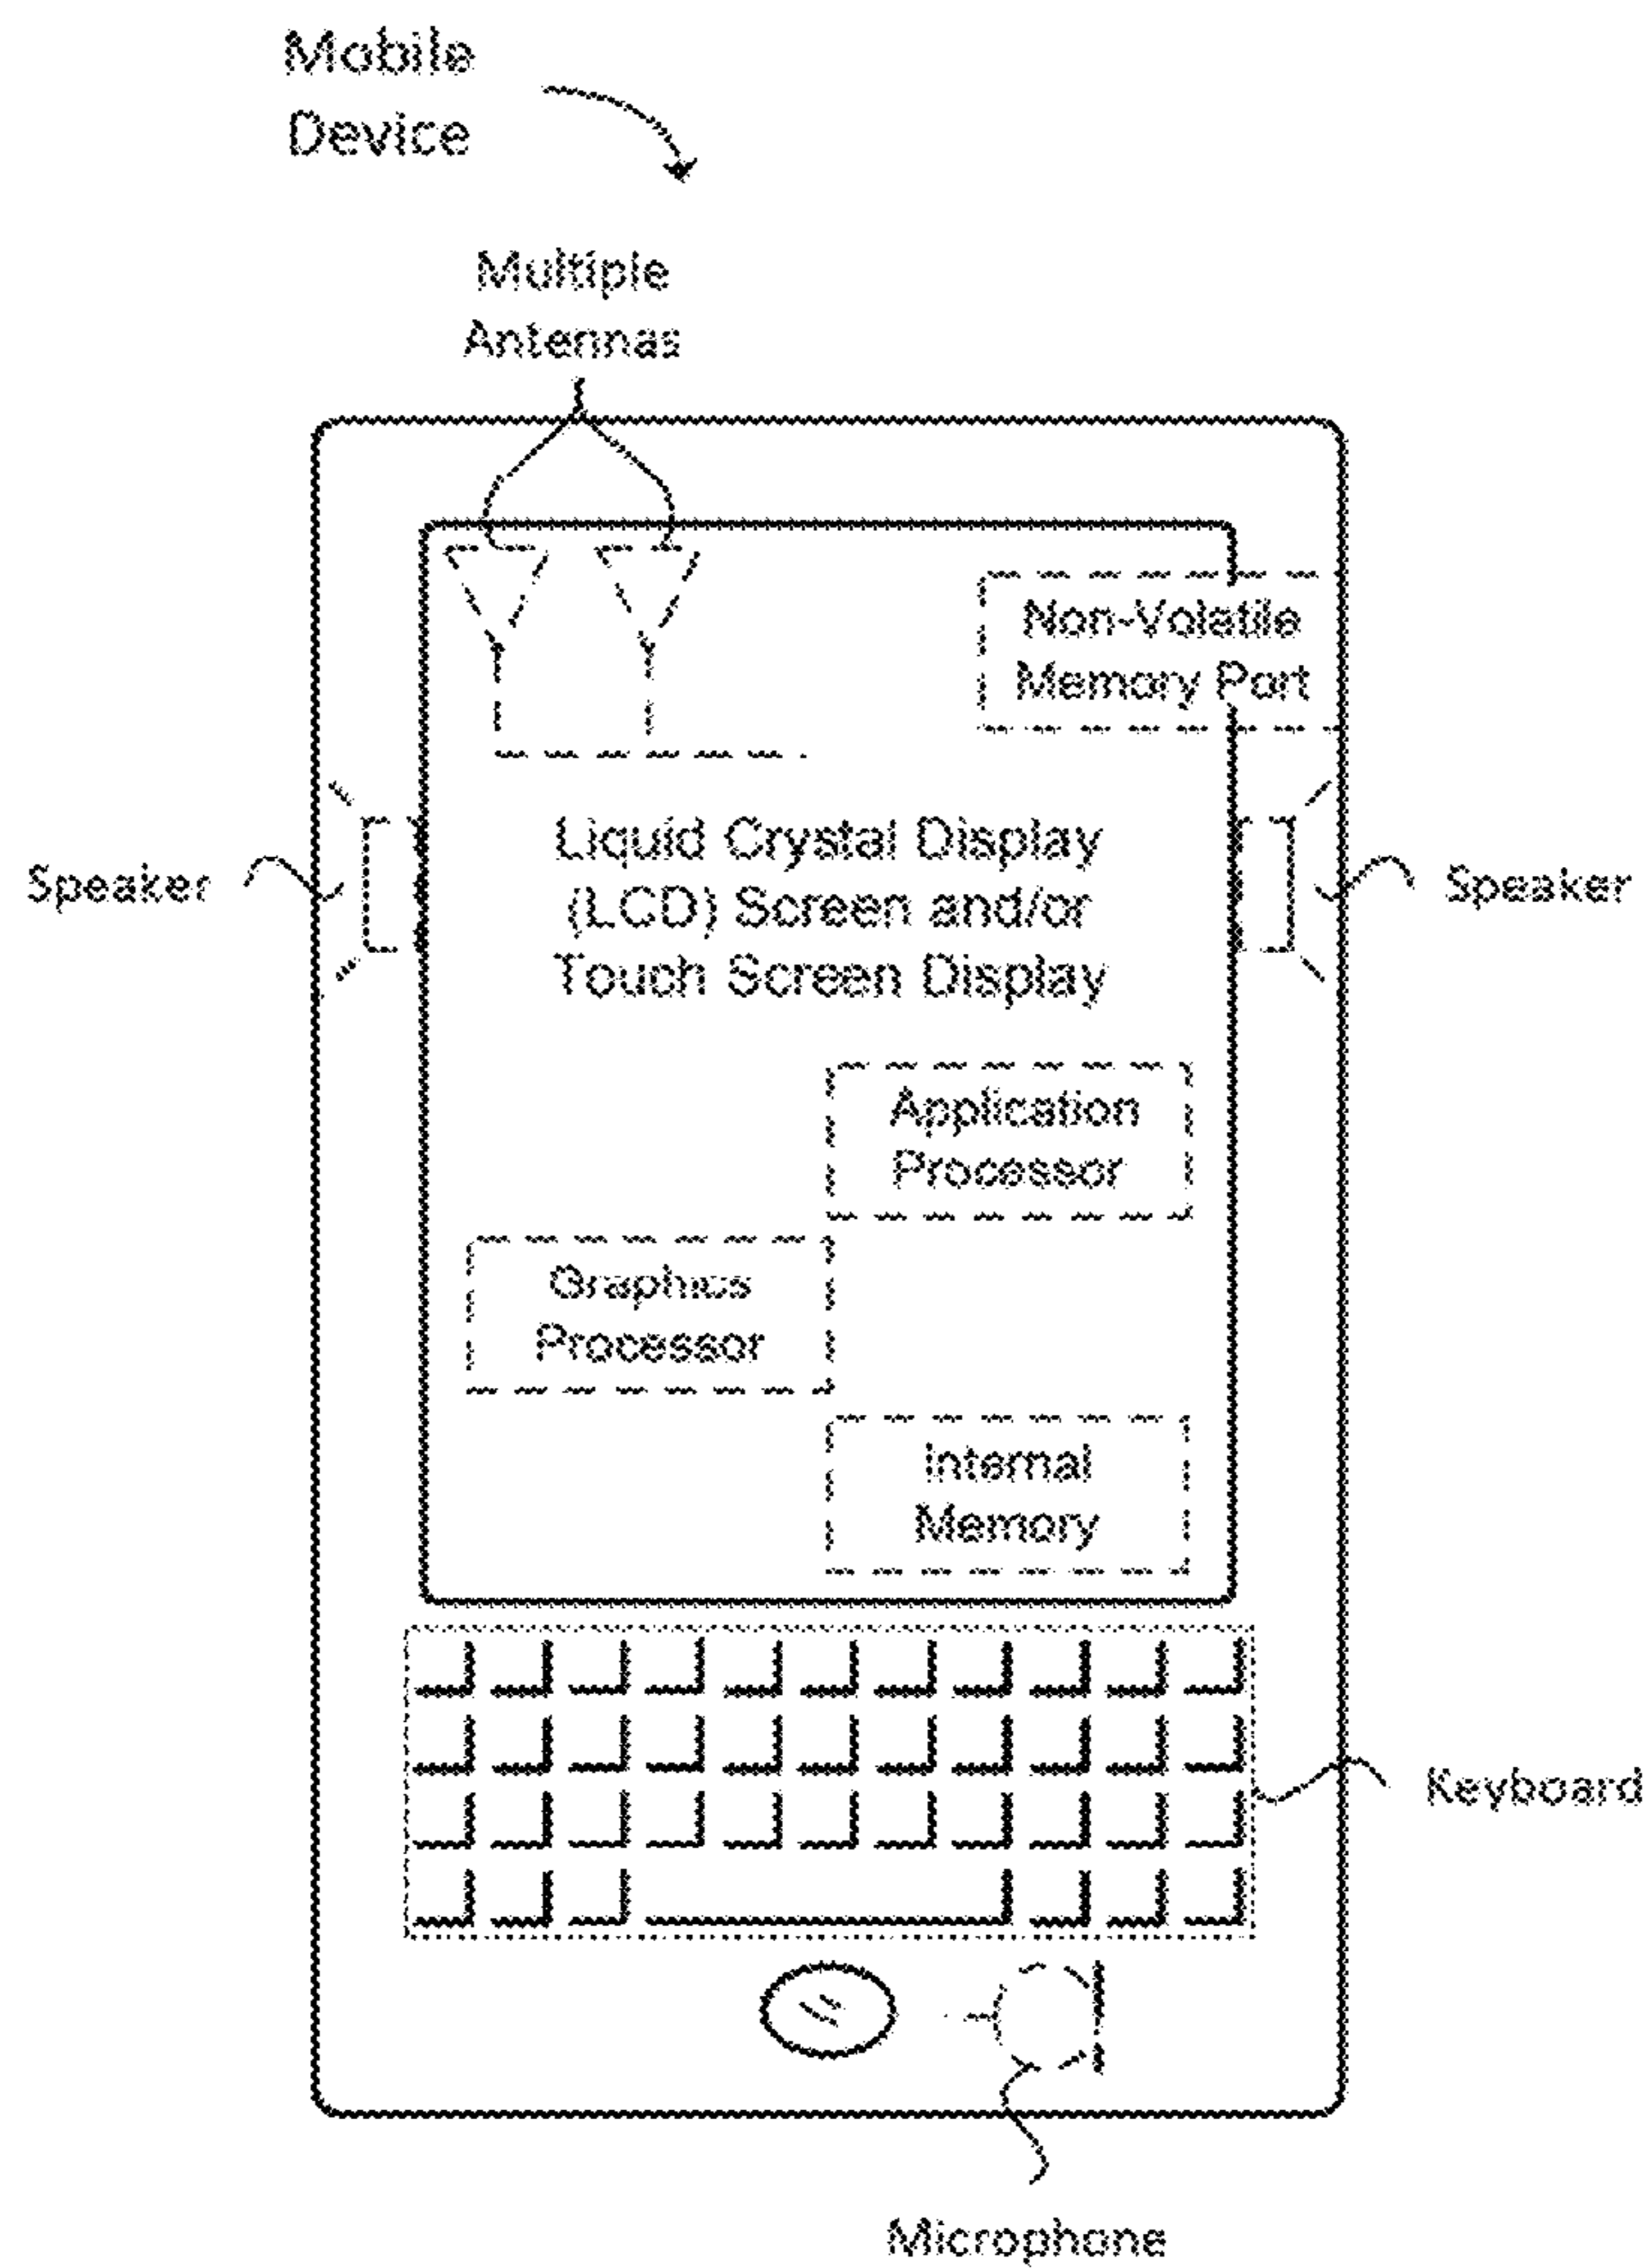 Mobile
Device
Multiple
Antennas
Non-Volatile
Memory Port
Liquid Crystal Display
(LCD) Screen and/or
Touch Screen Display
Speaker
Speaker
Application
Processor
Graphics
Processor
Internal
Memory
Keyboard
Microphone